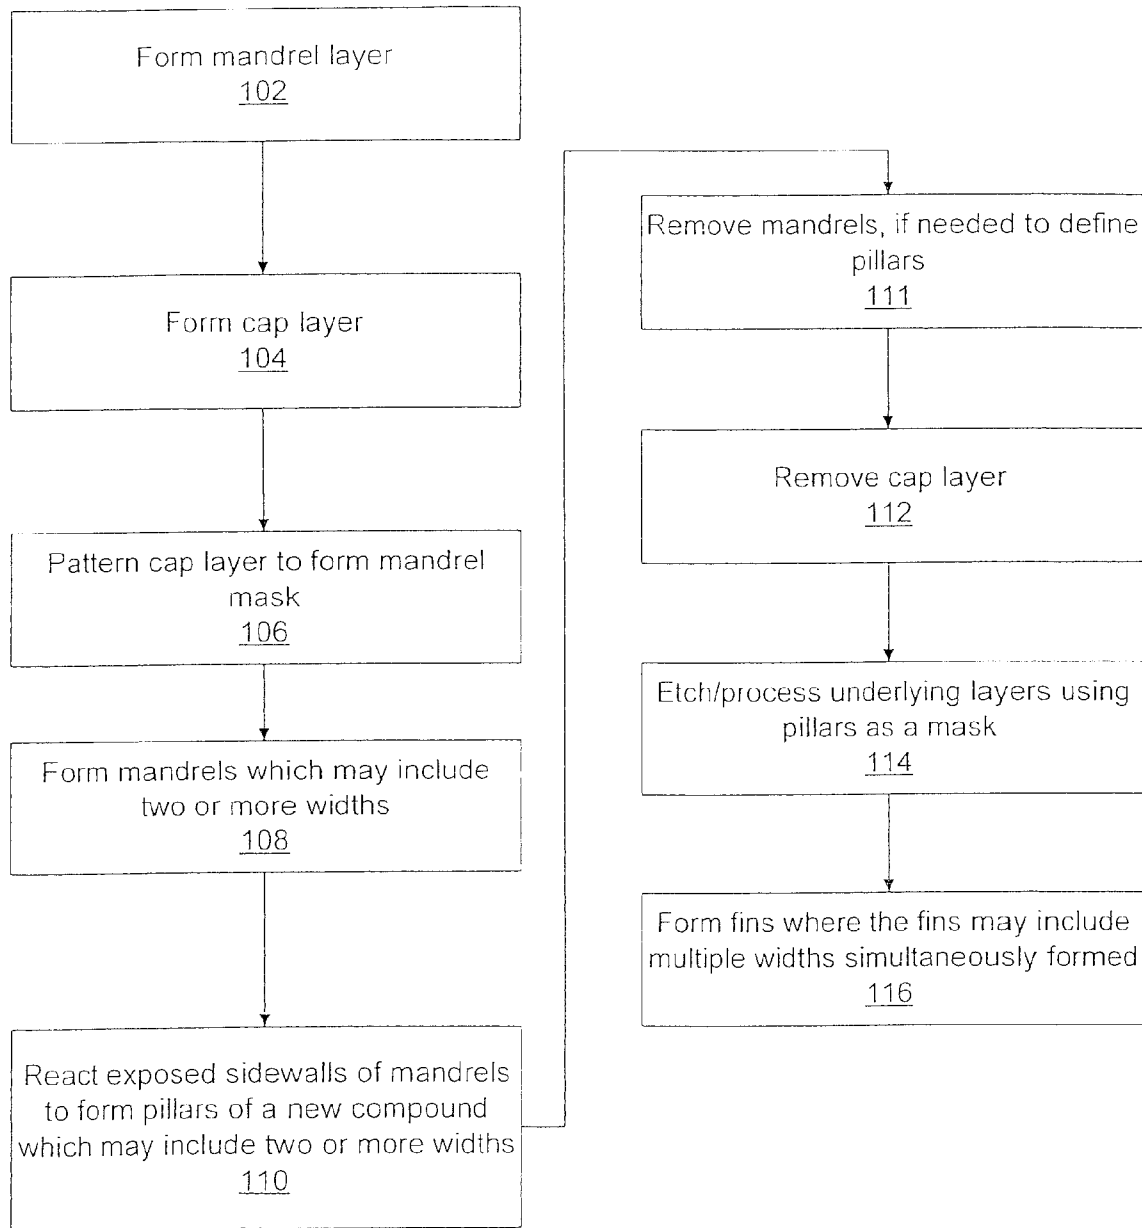 Form mandrel layer
102
Form cap layer
104
Pattern cap layer to form mandrel
mask
106
Form mandrels which may include
two or more widths
108
React exposed sidewalls of mandrels
to form pillars of a new compound
which may include two or more widths
110
Remove mandrels, if needed to define
pillars
111
Remove cap layer
112
Etch/process underlying layers using
pillars as a mask
114
Form fins where the fins may include
multiple widths simultaneously formed
116